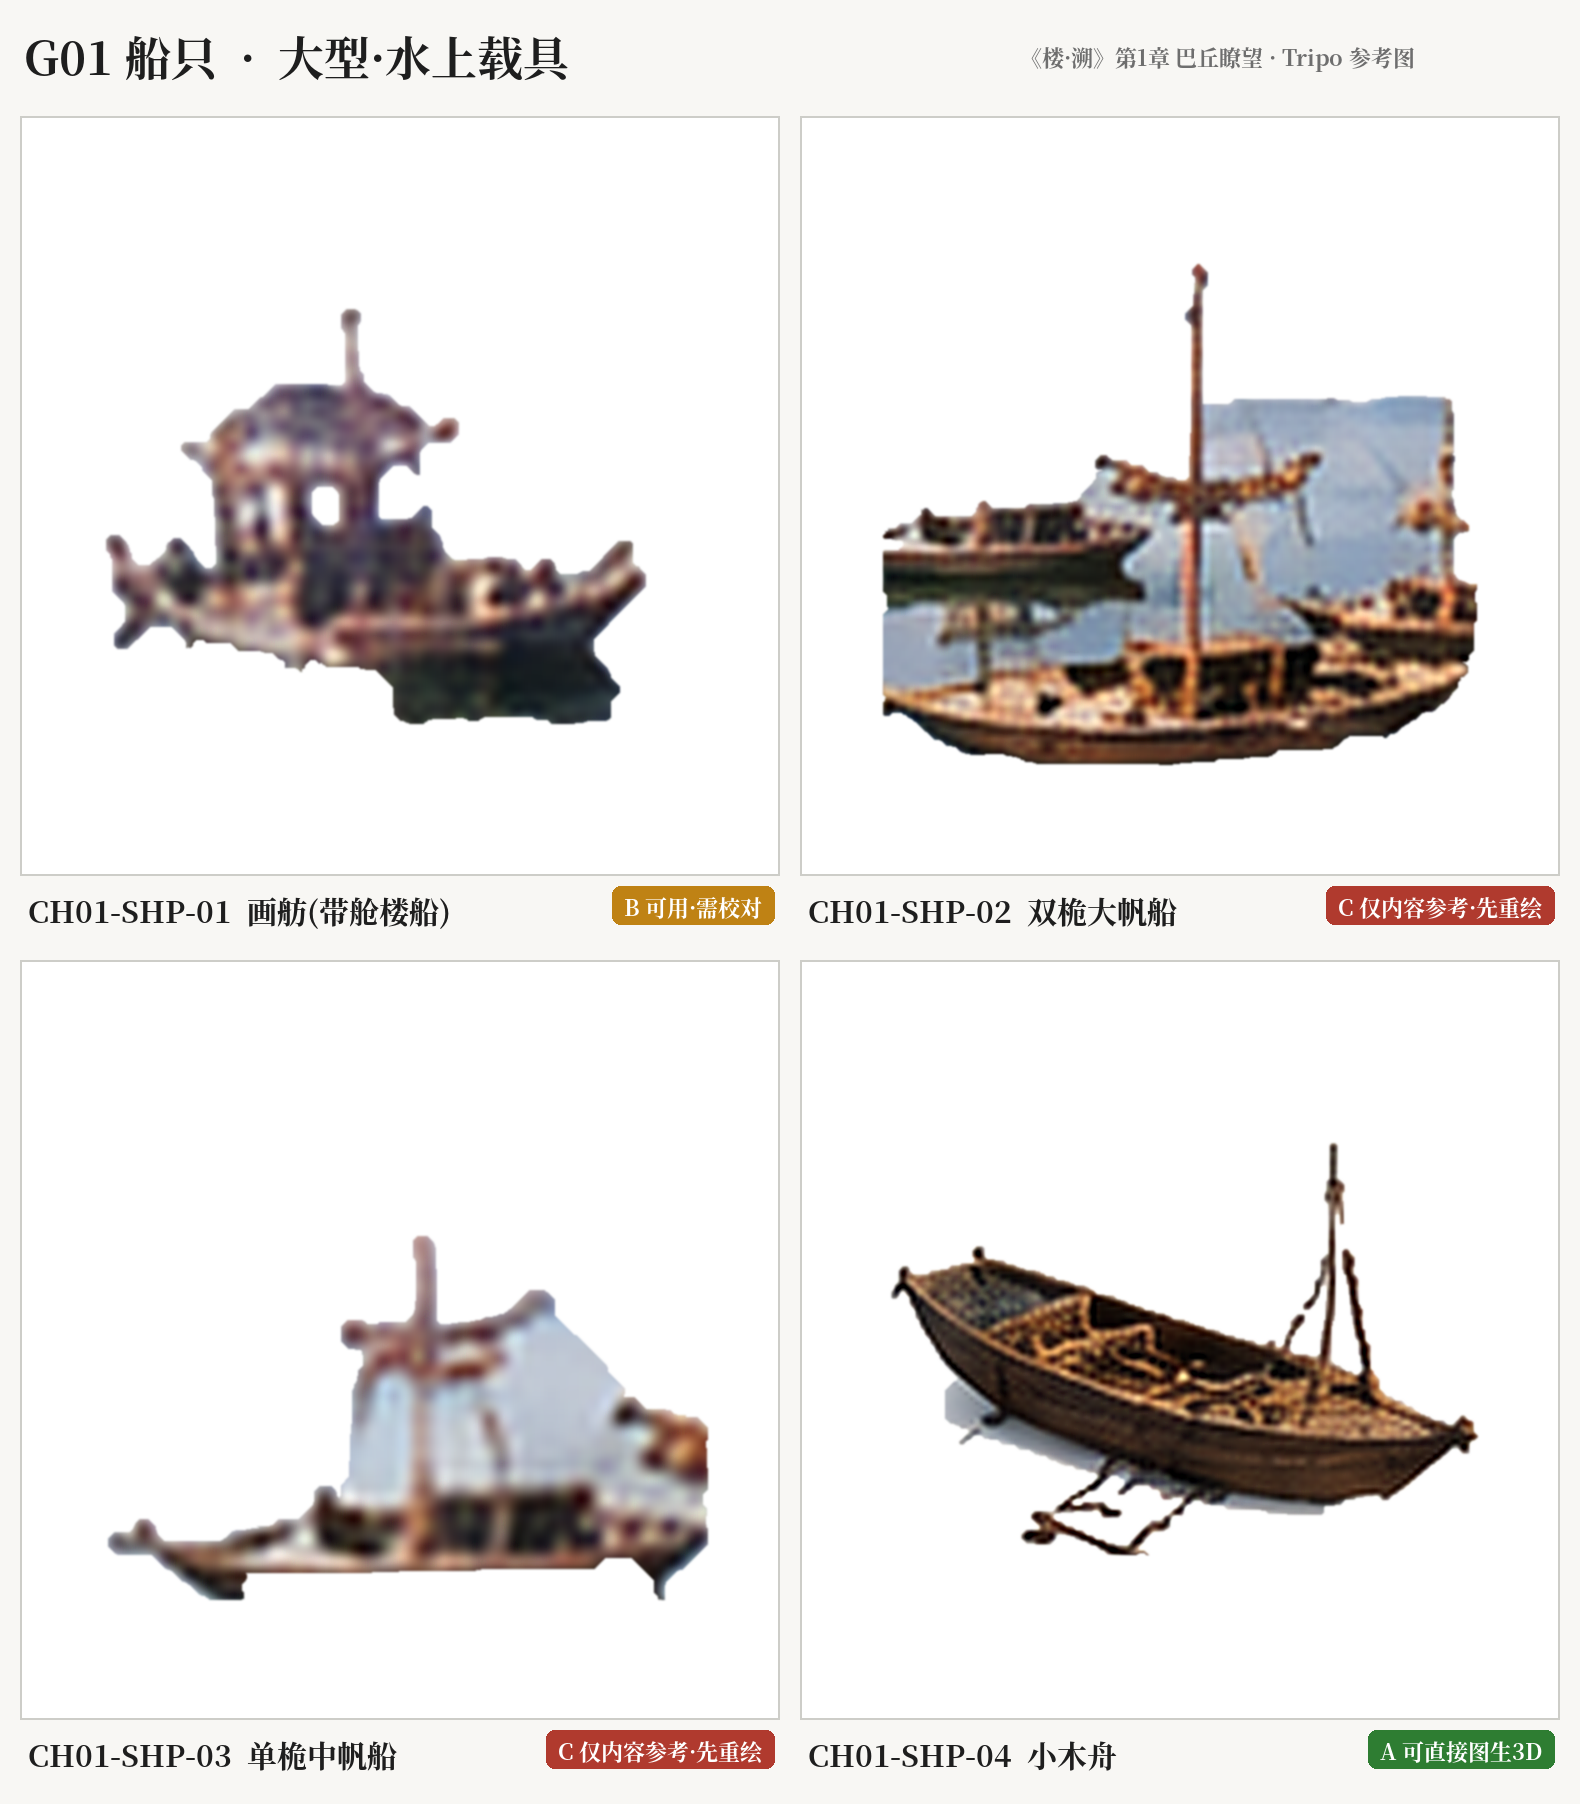 G01 船只 · 大型·水上载具
《楼·溯》第1章 巴丘瞭望 · Tripo 参考图
CH01-SHP-01 画舫(带舱楼船)
B 可用·需校对
CH01-SHP-02 双桅大帆船
C 仅内容参考·先重绘
CH01-SHP-03 单桅中帆船
C 仅内容参考·先重绘
CH01-SHP-04 小木舟
A 可直接图生3D